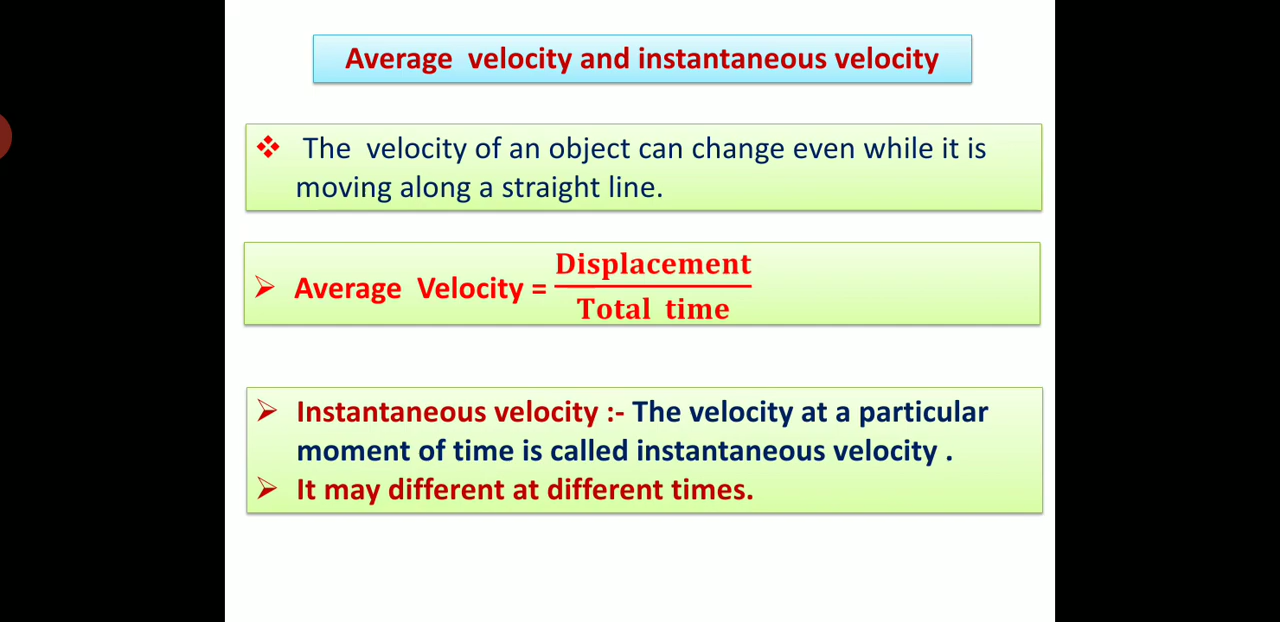 Average velocity and instantaneous velocity
The velocity of an object can change even while it is
moving along a straight line.
Average Velocity = Displacement / Total time
Instantaneous velocity :- The velocity at a particular
moment of time is called instantaneous velocity .
It may different at different times.